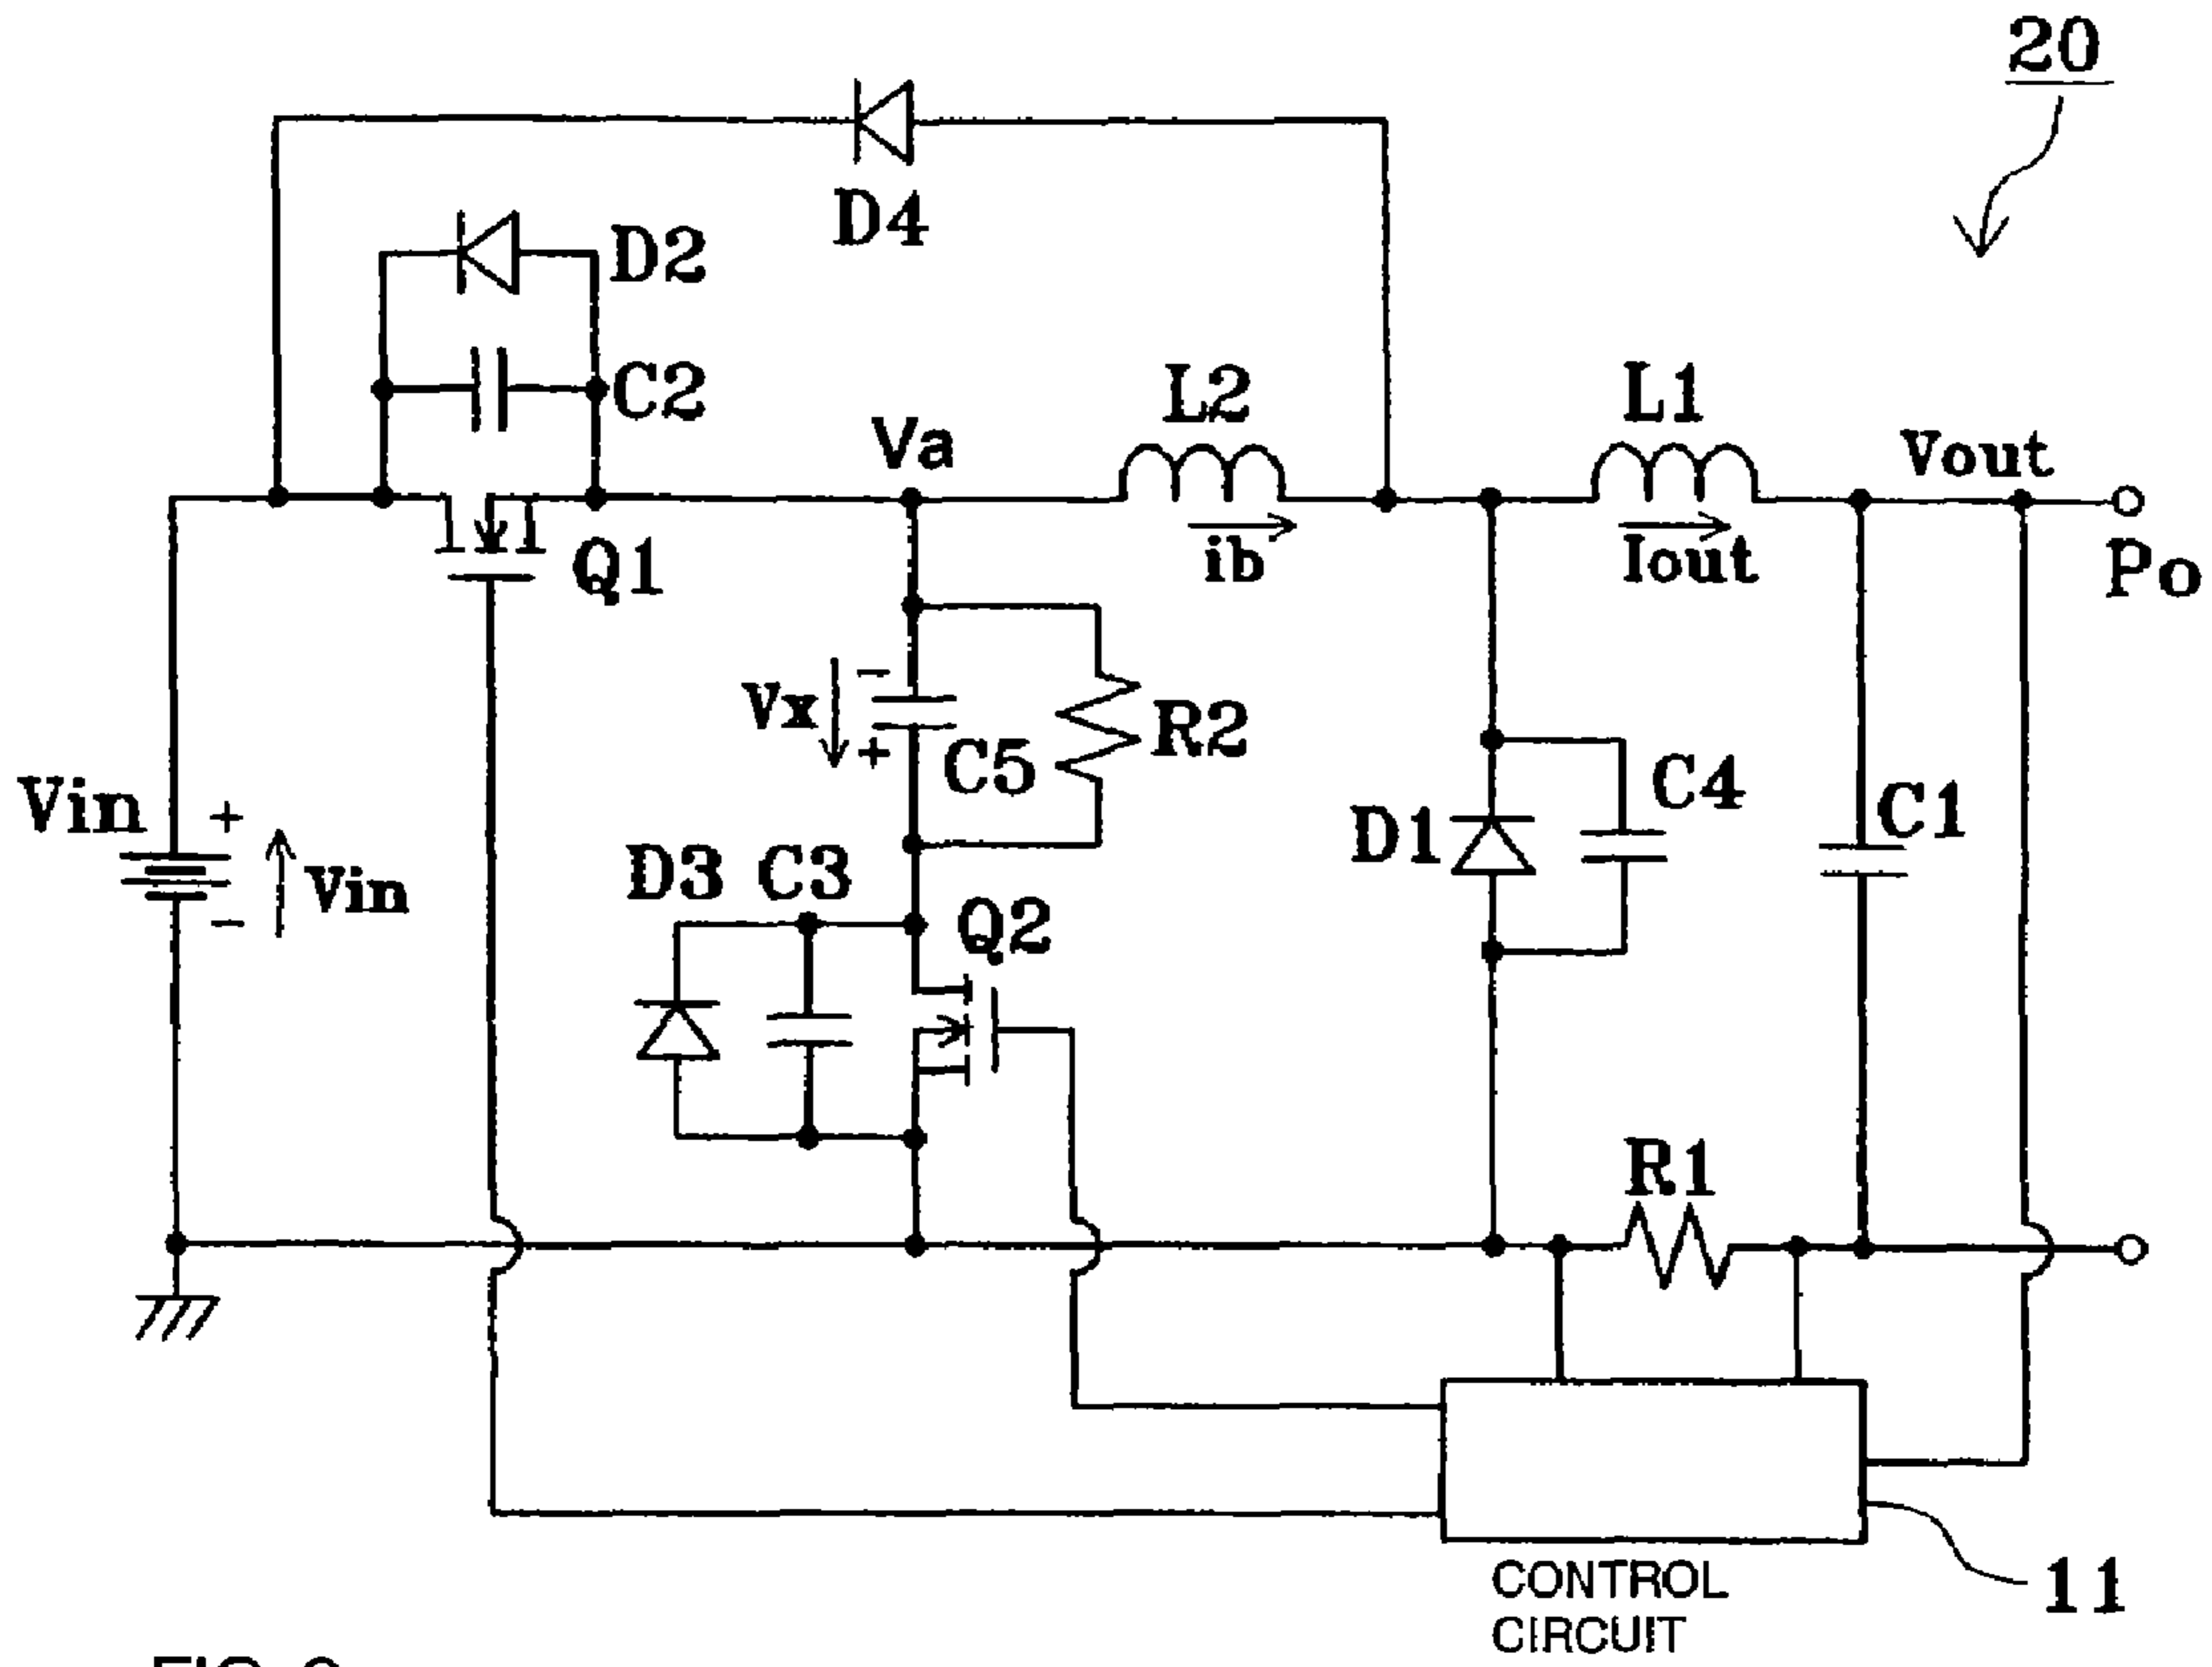 20
D4
D2
C2
Va
L2
L1
Vout
Q1
ib
Iout
Po
Vx
-
+
C5
R2
Vin
+
-
Vin
D3
C3
Q2
D1
C4
C1
R1
CONTROL
CIRCUIT
11